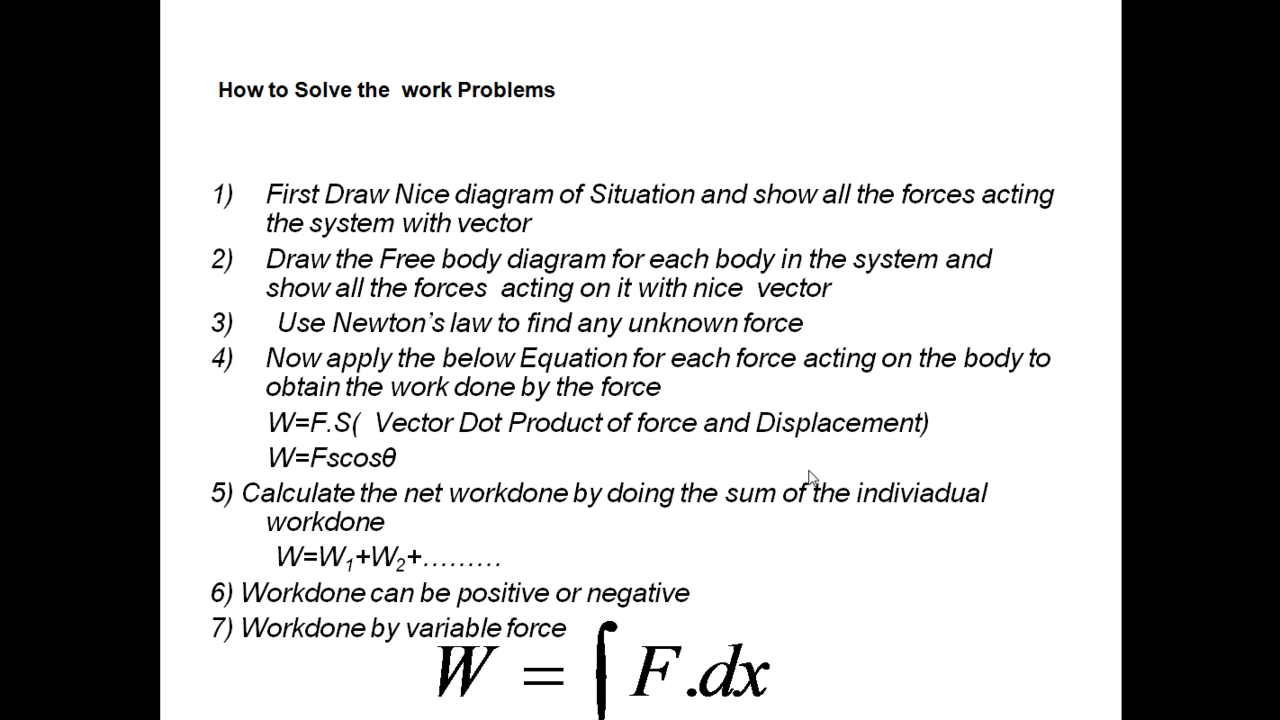 How to Solve the  work Problems
1) First Draw Nice diagram of Situation and show all the forces acting
the system with vector
2) Draw the Free body diagram for each body in the system and
show all the forces  acting on it with nice  vector
3) Use Newton’s law to find any unknown force
4) Now apply the below Equation for each force acting on the body to
obtain the work done by the force
W=F.S(  Vector Dot Product of force and Displacement)
W=Fscosθ
5) Calculate the net workdone by doing the sum of the indiviadual
workdone
W=W₁+W₂+………
6) Workdone can be positive or negative
7) Workdone by variable force
W = ∫ F.dx